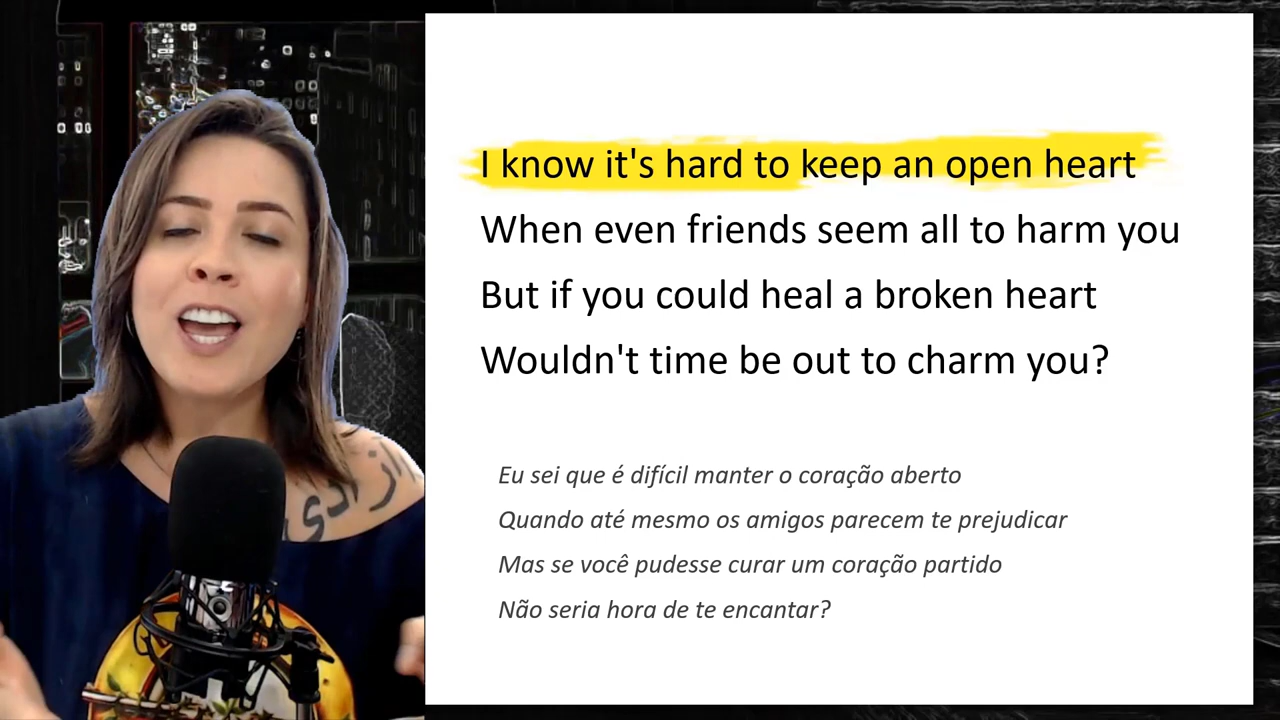 I know it's hard to keep an open heart
When even friends seem all to harm you
But if you could heal a broken heart
Wouldn't time be out to charm you?
Eu sei que é difícil manter o coração aberto
Quando até mesmo os amigos parecem te prejudicar
Mas se você pudesse curar um coração partido
Não seria hora de te encantar?
آزادی